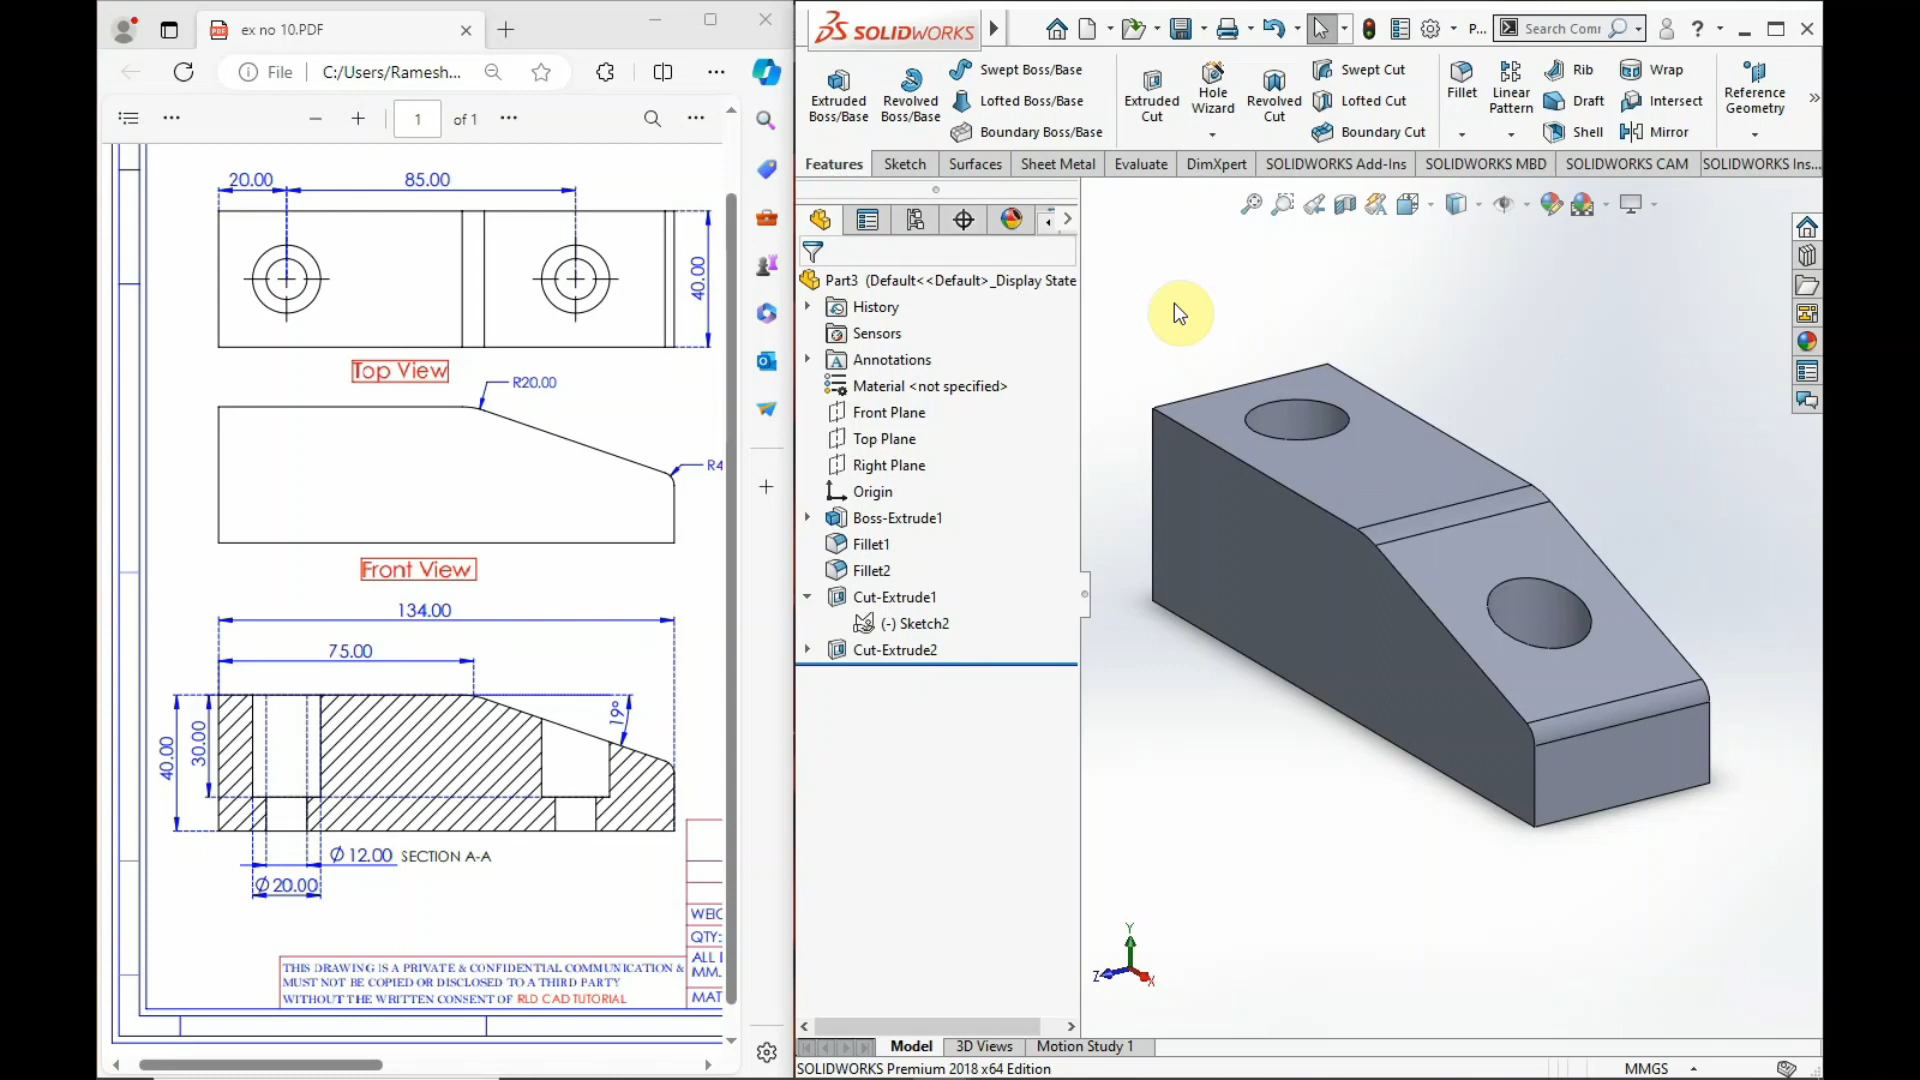 ex no 10.PDF
File
C:/Users/Ramesh...
1
of 1
20.00
85.00
40.00
Top View
R20.00
R4
Front View
134.00
75.00
19°
40.00
30.00
Ø 12.00
SECTION A-A
Ø 20.00
WEIC
QTY:
ALL I
MM.
MAT
THIS DRAWING IS A PRIVATE & CONFIDENTIAL COMMUNICATION &
MUST NOT BE COPIED OR DISCLOSED TO A THIRD PARTY
WITHOUT THE WRITTEN CONSENT OF RLD CAD TUTORIAL
SOLIDWORKS
P...
Search Comr
Extruded Boss/Base
Revolved Boss/Base
Swept Boss/Base
Lofted Boss/Base
Boundary Boss/Base
Extruded Cut
Hole Wizard
Revolved Cut
Swept Cut
Lofted Cut
Boundary Cut
Fillet
Linear Pattern
Rib
Draft
Shell
Wrap
Intersect
Mirror
Reference Geometry
Features
Sketch
Surfaces
Sheet Metal
Evaluate
DimXpert
SOLIDWORKS Add-Ins
SOLIDWORKS MBD
SOLIDWORKS CAM
SOLIDWORKS Ins...
Part3 (Default<<Default>_Display State
History
Sensors
Annotations
Material <not specified>
Front Plane
Top Plane
Right Plane
Origin
Boss-Extrude1
Fillet1
Fillet2
Cut-Extrude1
(-) Sketch2
Cut-Extrude2
Y
Z
X
Model
3D Views
Motion Study 1
SOLIDWORKS Premium 2018 x64 Edition
MMGS